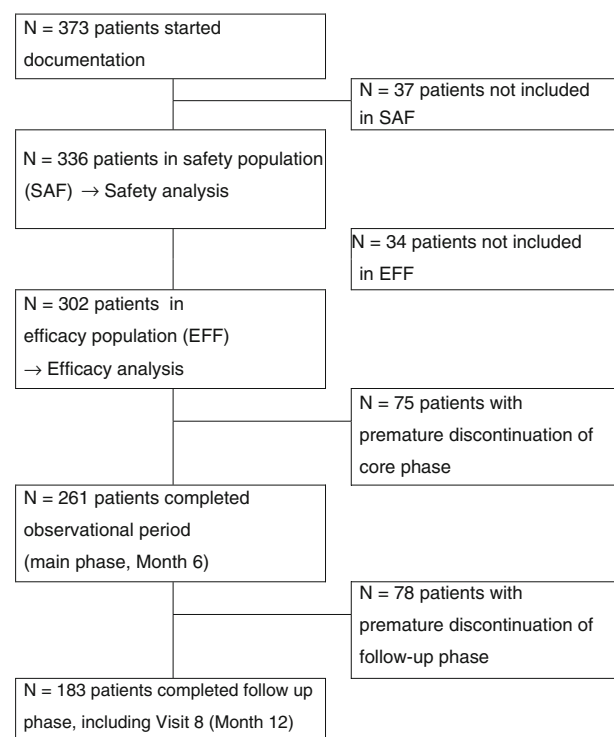 N = 373 patients started
documentation
N = 37 patients not included
in SAF
N = 336 patients in safety population
(SAF) → Safety analysis
N = 34 patients not included
in EFF
N = 302 patients in
efficacy population (EFF)
→ Efficacy analysis
N = 75 patients with
premature discontinuation of
core phase
N = 261 patients completed
observational period
(main phase, Month 6)
N = 78 patients with
premature discontinuation of
follow-up phase
N = 183 patients completed follow up
phase, including Visit 8 (Month 12)